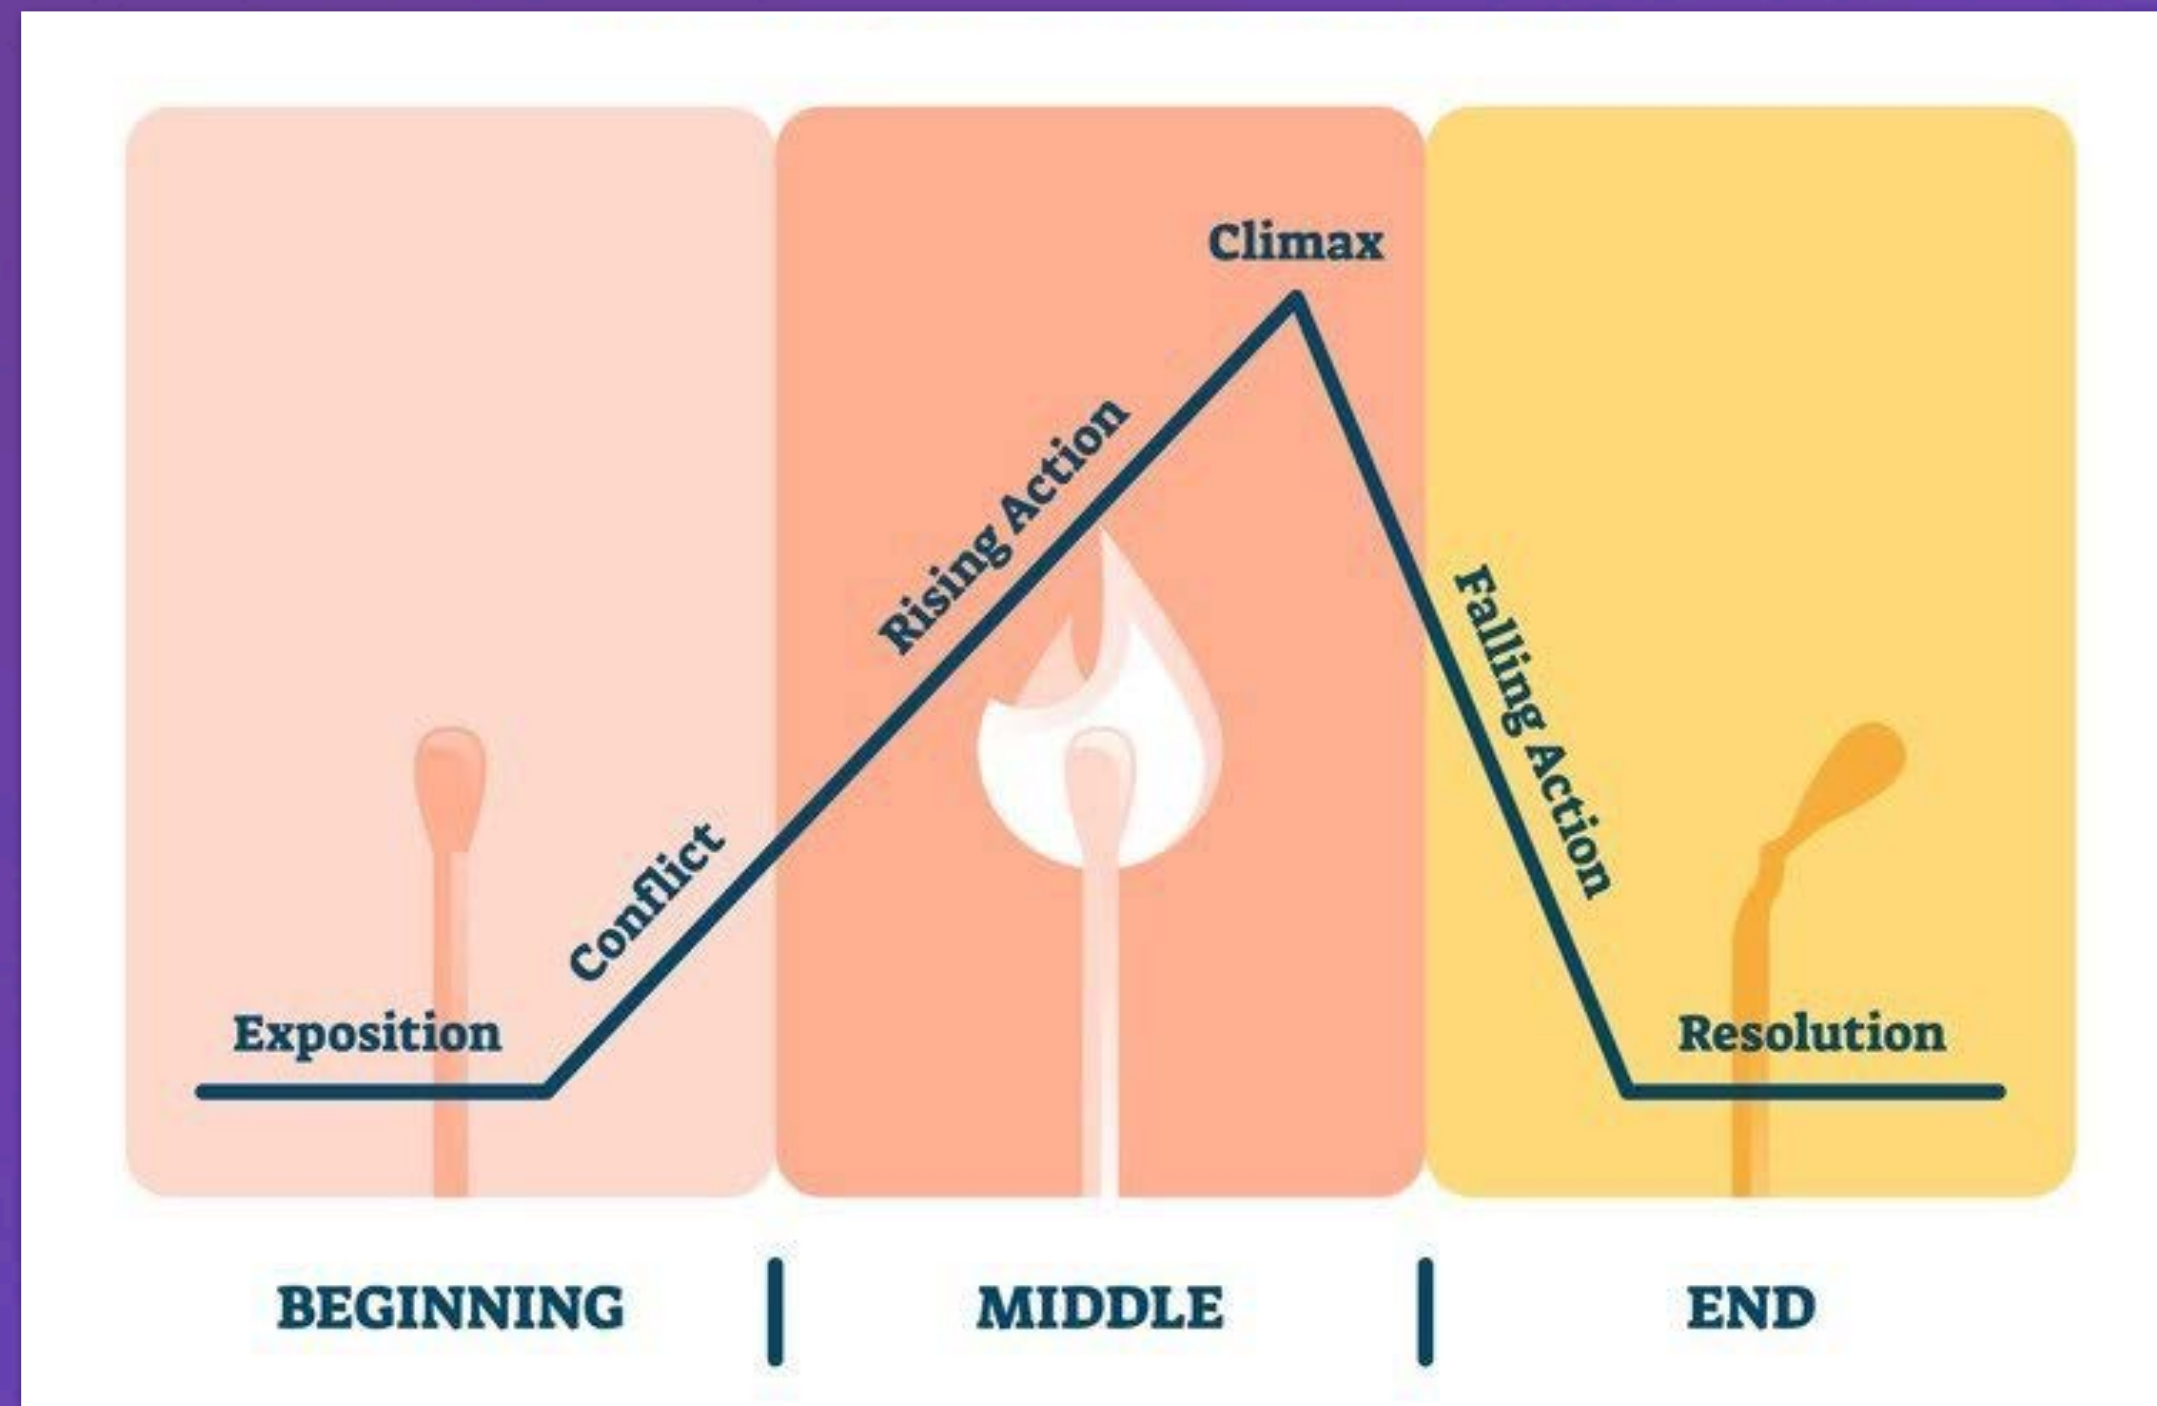 Exposition
Conflict
Rising Action
Climax
Falling Action
Resolution
BEGINNING
MIDDLE
END